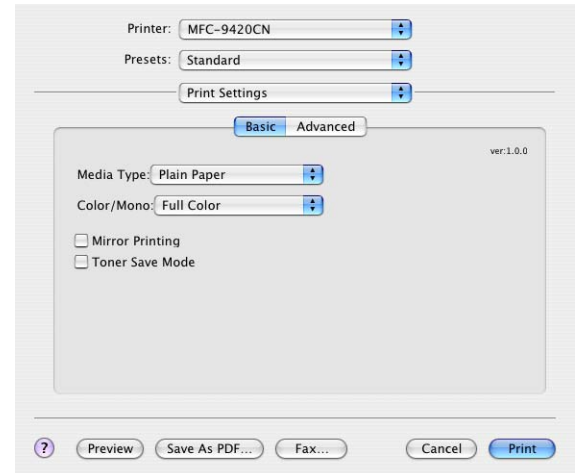 Printer: MFC-9420CN
Presets: Standard
Print Settings
Basic Advanced
ver:1.0.0
Media Type: Plain Paper
Color/Mono: Full Color
Mirror Printing
Toner Save Mode
? Preview Save As PDF... Fax... Cancel Print